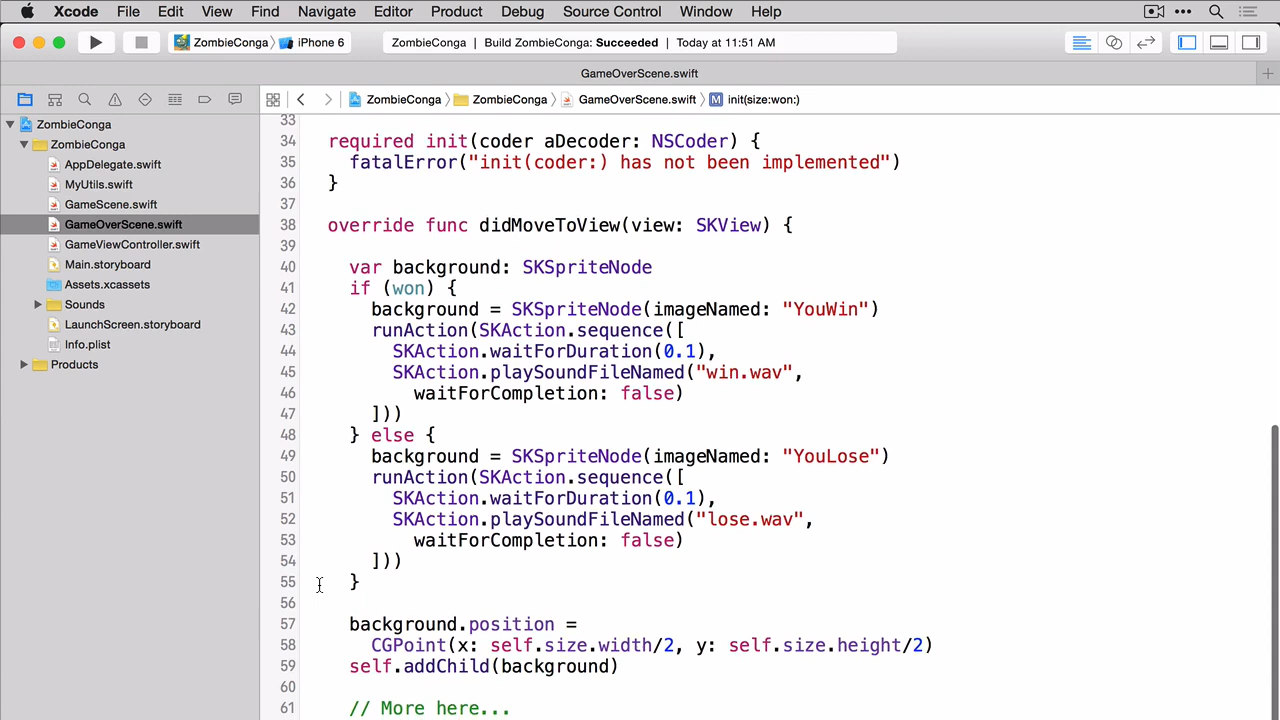 Xcode File Edit View Find Navigate Editor Product Debug Source Control Window Help
ZombieConga iPhone 6 ZombieConga | Build ZombieConga: Succeeded | Today at 11:51 AM
GameOverScene.swift
ZombieConga ZombieConga GameOverScene.swift M init(size:won:)
ZombieConga
ZombieConga
AppDelegate.swift
MyUtils.swift
GameScene.swift
GameOverScene.swift
GameViewController.swift
Main.storyboard
Assets.xcassets
Sounds
LaunchScreen.storyboard
Info.plist
Products
33
34 required init(coder aDecoder: NSCoder) {
35 fatalError("init(coder:) has not been implemented")
36 }
37
38 override func didMoveToView(view: SKView) {
39
40 var background: SKSpriteNode
41 if (won) {
42 background = SKSpriteNode(imageNamed: "YouWin")
43 runAction(SKAction.sequence([
44 SKAction.waitForDuration(0.1),
45 SKAction.playSoundFileNamed("win.wav",
46 waitForCompletion: false)
47 ]))
48 } else {
49 background = SKSpriteNode(imageNamed: "YouLose")
50 runAction(SKAction.sequence([
51 SKAction.waitForDuration(0.1),
52 SKAction.playSoundFileNamed("lose.wav",
53 waitForCompletion: false)
54 ]))
55 }
56
57 background.position =
58 CGPoint(x: self.size.width/2, y: self.size.height/2)
59 self.addChild(background)
60
61 // More here...